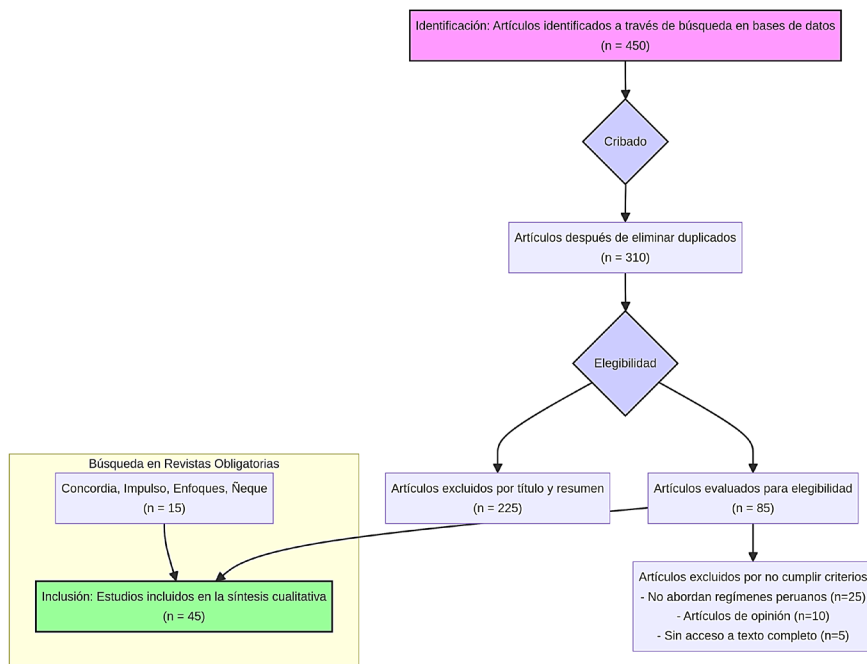 Identificación: Artículos identificados a través de búsqueda en bases de datos
(n = 450)
Cribado
Artículos después de eliminar duplicados
(n = 310)
Elegibilidad
Búsqueda en Revistas Obligatorias
Concordia, Impulso, Enfoques, Ñeque
(n = 15)
Artículos excluidos por título y resumen
(n = 225)
Artículos evaluados para elegibilidad
(n = 85)
Inclusión: Estudios incluidos en la síntesis cualitativa
(n = 45)
Artículos excluidos por no cumplir criterios
- No abordan regímenes peruanos (n=25)
- Artículos de opinión (n=10)
- Sin acceso a texto completo (n=5)